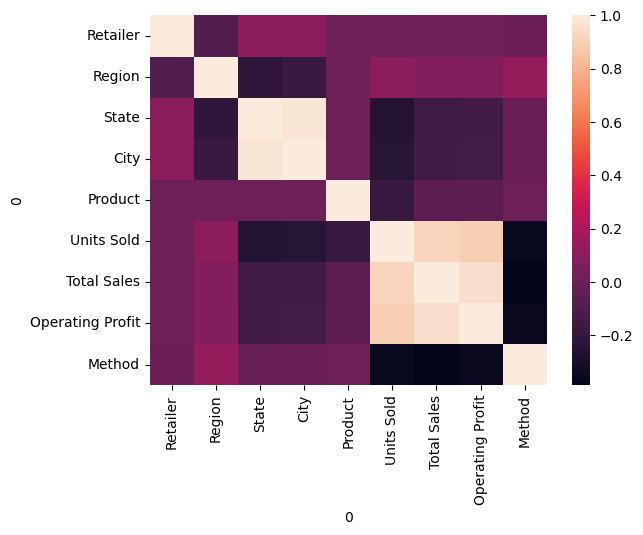 Retailer
Region
State
City
Product
Units Sold
Total Sales
Operating Profit
Method
0
Retailer
Region
State
City
Product
Units Sold
Total Sales
Operating Profit
Method
0
1.0
0.8
0.6
0.4
0.2
0.0
−0.2